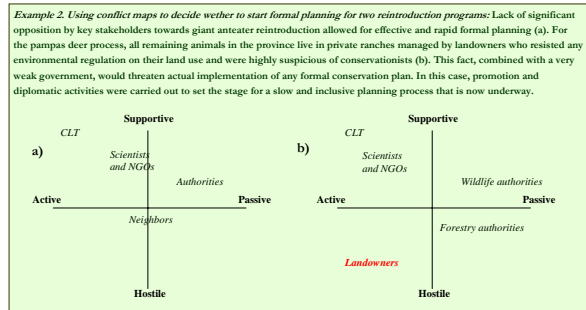 Example 2. Using conflict maps to decide wether to start formal planning for two reintroduction programs: Lack of significant
opposition by key stakeholders towards giant anteater reintroduction allowed for effective and rapid formal planning (a). For
the pampas deer process, all remaining animals in the province live in private ranches managed by landowners who resisted any
environmental regulation on their land use and were highly suspicious of conservationists (b). This fact, combined with a very
weak government, would threaten actual implementation of any formal conservation plan. In this case, promotion and
diplomatic activities were carried out to set the stage for a slow and inclusive planning process that is now underway.
a)
Supportive
CLT
Scientists
and NGOs
Authorities
Active
Passive
Neighbors
Hostile
b)
Supportive
CLT
Scientists
and NGOs
Wildlife authorities
Active
Passive
Forestry authorities
Landowners
Hostile